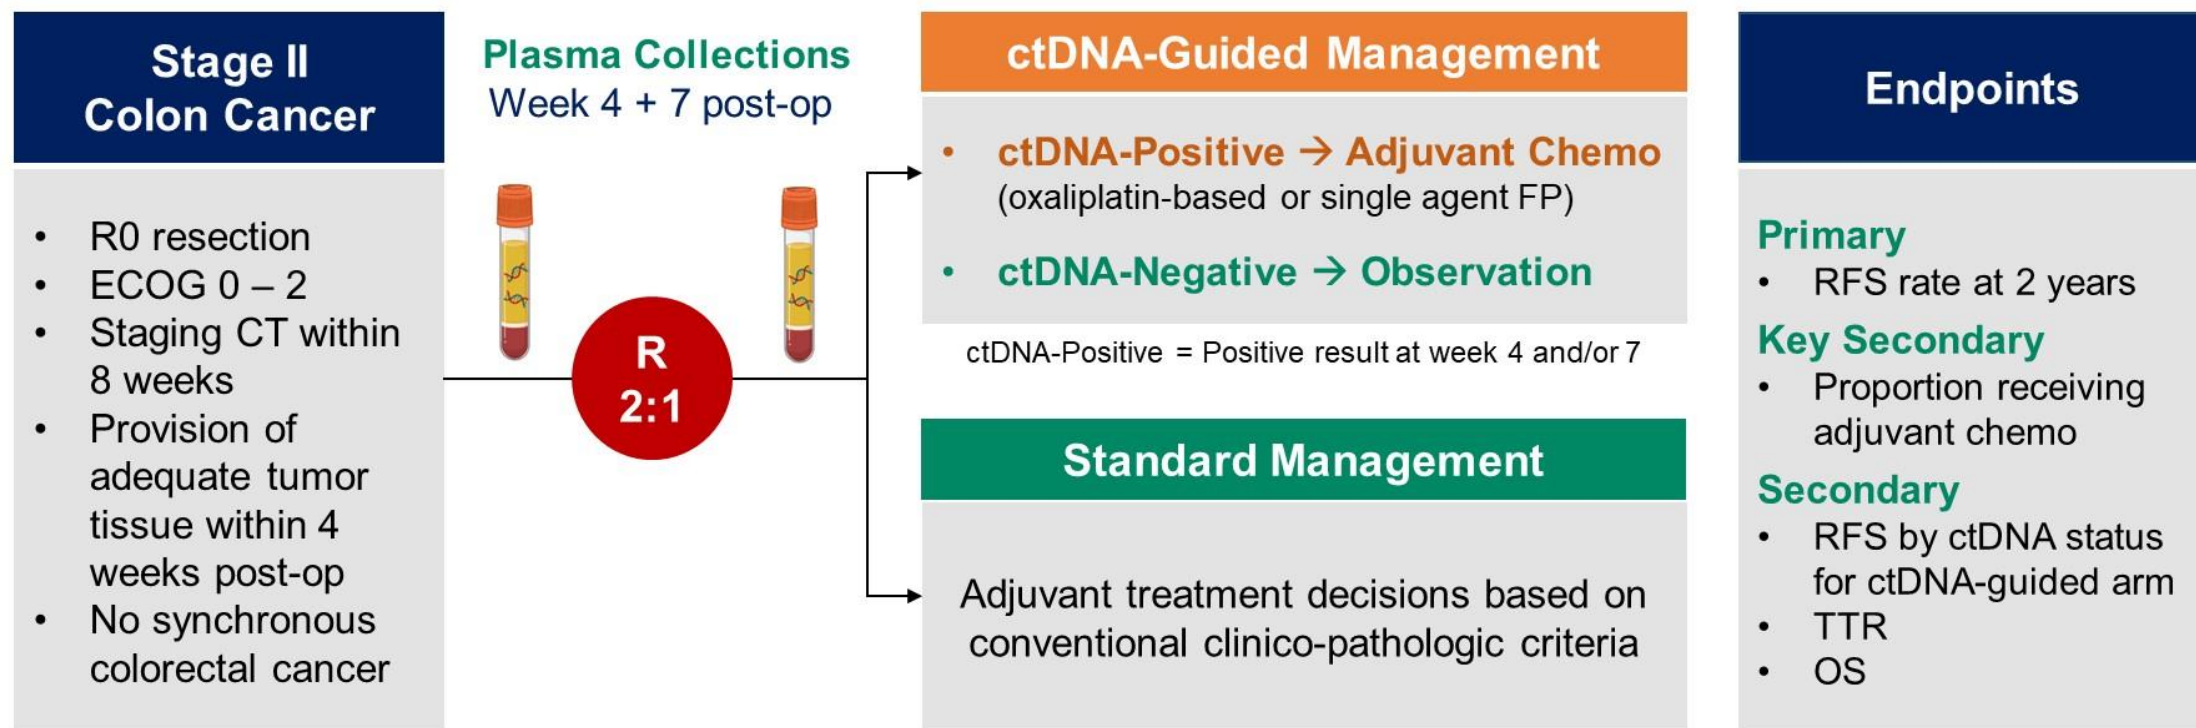 Stage II
Colon Cancer
• R0 resection
• ECOG 0 – 2
• Staging CT within
8 weeks
• Provision of
adequate tumor
tissue within 4
weeks post-op
• No synchronous
colorectal cancer
Plasma Collections
Week 4 + 7 post-op
R
2:1
ctDNA-Guided Management
• ctDNA-Positive → Adjuvant Chemo
(oxaliplatin-based or single agent FP)
• ctDNA-Negative → Observation
ctDNA-Positive = Positive result at week 4 and/or 7
Standard Management
Adjuvant treatment decisions based on
conventional clinico-pathologic criteria
Endpoints
Primary
• RFS rate at 2 years
Key Secondary
• Proportion receiving
adjuvant chemo
Secondary
• RFS by ctDNA status
for ctDNA-guided arm
• TTR
• OS